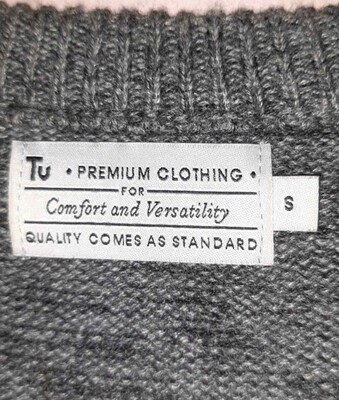 Tu • PREMIUM CLOTHING •
FOR
Comfort and Versatility
QUALITY COMES AS STANDARD
S